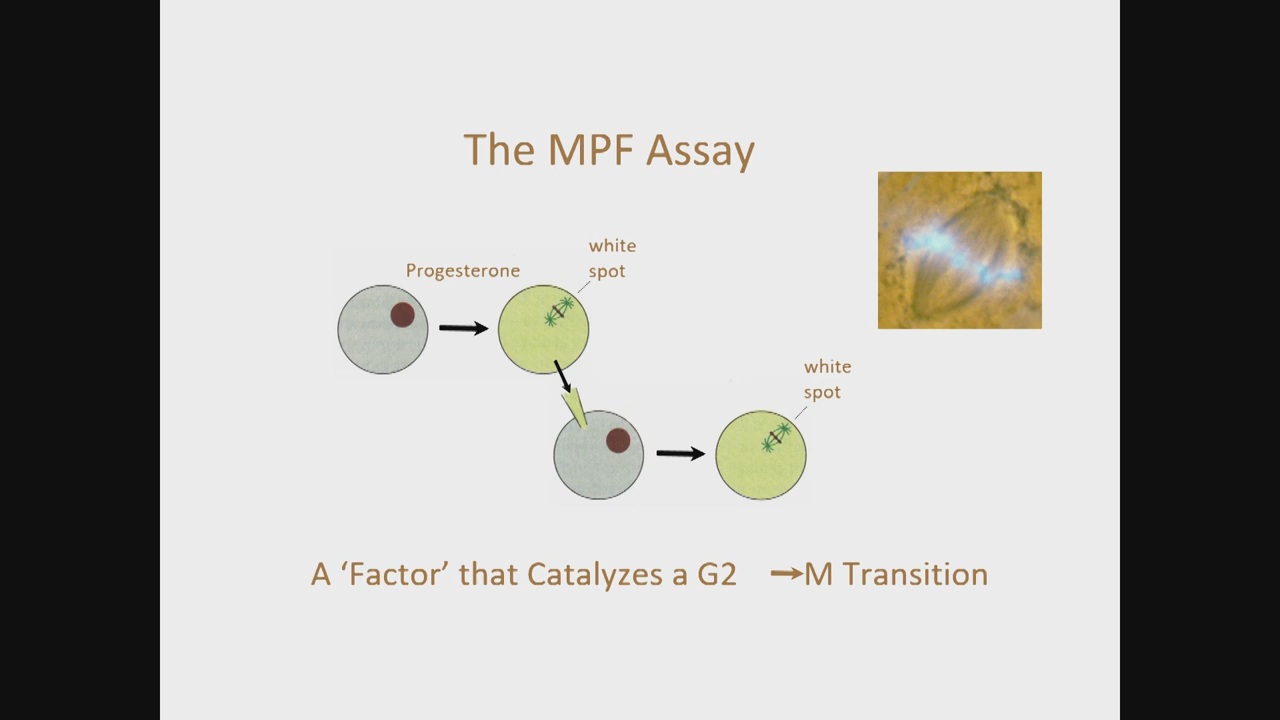 The MPF Assay
white
spot
Progesterone
white
spot
A ‘Factor’ that Catalyzes a G2 →M Transition